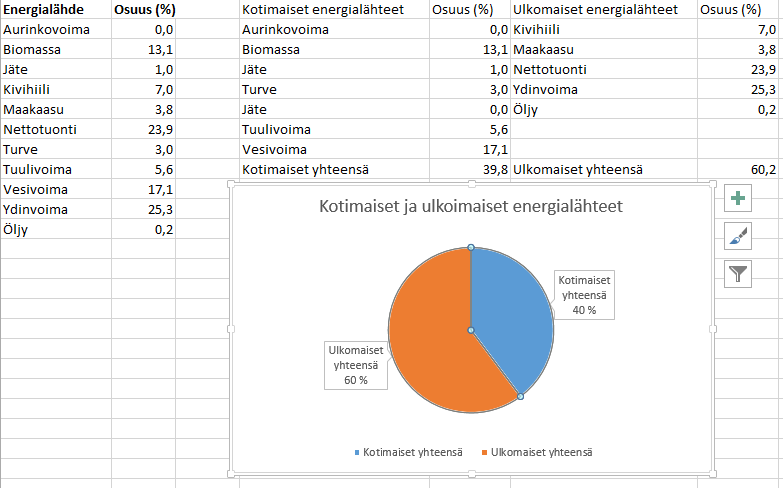 Energialähde Osuus (%) Kotimaiset energialähteet Osuus (%) Ulkomaiset energialähteet Osuus (%)
Aurinkovoima 0,0 Aurinkovoima 0,0 Kivihiili 7,0
Biomassa 13,1 Biomassa 13,1 Maakaasu 3,8
Jäte 1,0 Jäte 1,0 Nettotuonti 23,9
Kivihiili 7,0 Turve 3,0 Ydinvoima 25,3
Maakaasu 3,8 Jäte 0,0 Öljy 0,2
Nettotuonti 23,9 Tuulivoima 5,6
Turve 3,0 Vesivoima 17,1
Tuulivoima 5,6 Kotimaiset yhteensä 39,8 Ulkomaiset yhteensä 60,2
Vesivoima 17,1
Ydinvoima 25,3
Öljy 0,2
Kotimaiset ja ulkoimaiset energialähteet
Kotimaiset
yhteensä
40 %
Ulkomaiset
yhteensä
60 %
Kotimaiset yhteensä Ulkomaiset yhteensä